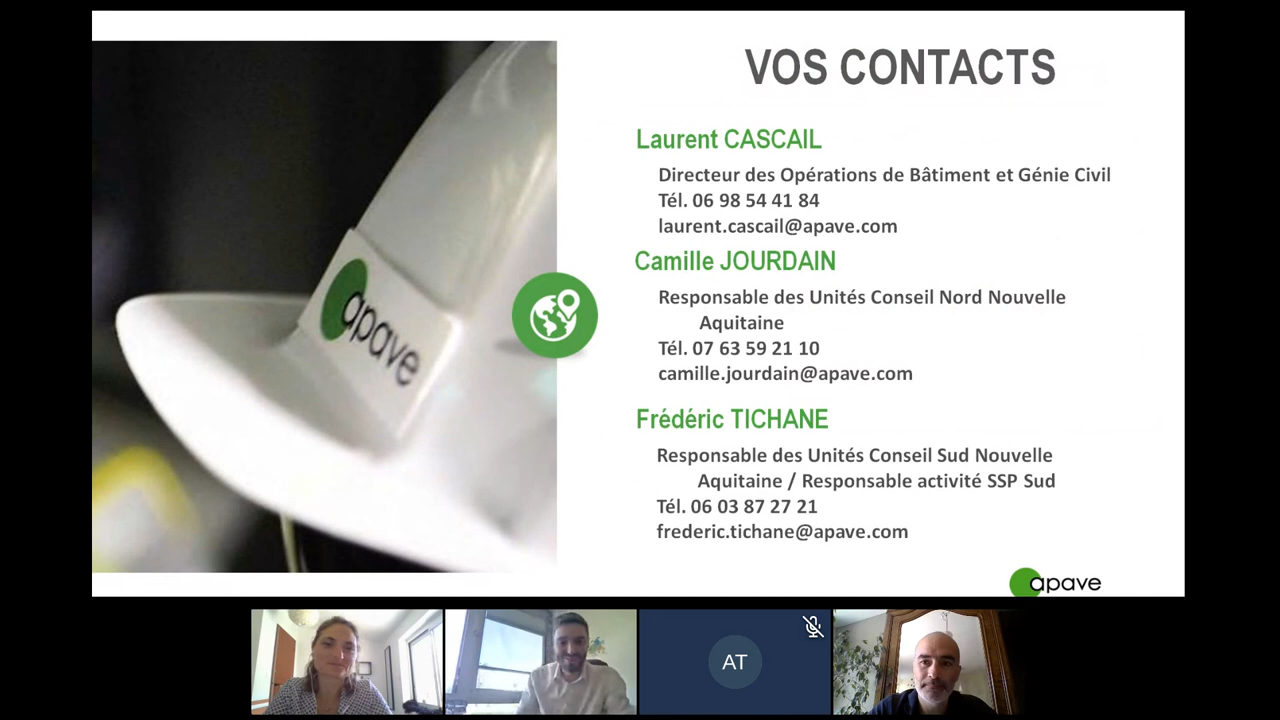 VOS CONTACTS
Laurent CASCAIL
Directeur des Opérations de Bâtiment et Génie Civil
Tél. 06 98 54 41 84
laurent.cascail@apave.com
Camille JOURDAIN
Responsable des Unités Conseil Nord Nouvelle
Aquitaine
Tél. 07 63 59 21 10
camille.jourdain@apave.com
Frédéric TICHANE
Responsable des Unités Conseil Sud Nouvelle
Aquitaine / Responsable activité SSP Sud
Tél. 06 03 87 27 21
frederic.tichane@apave.com
apave
apave
AT